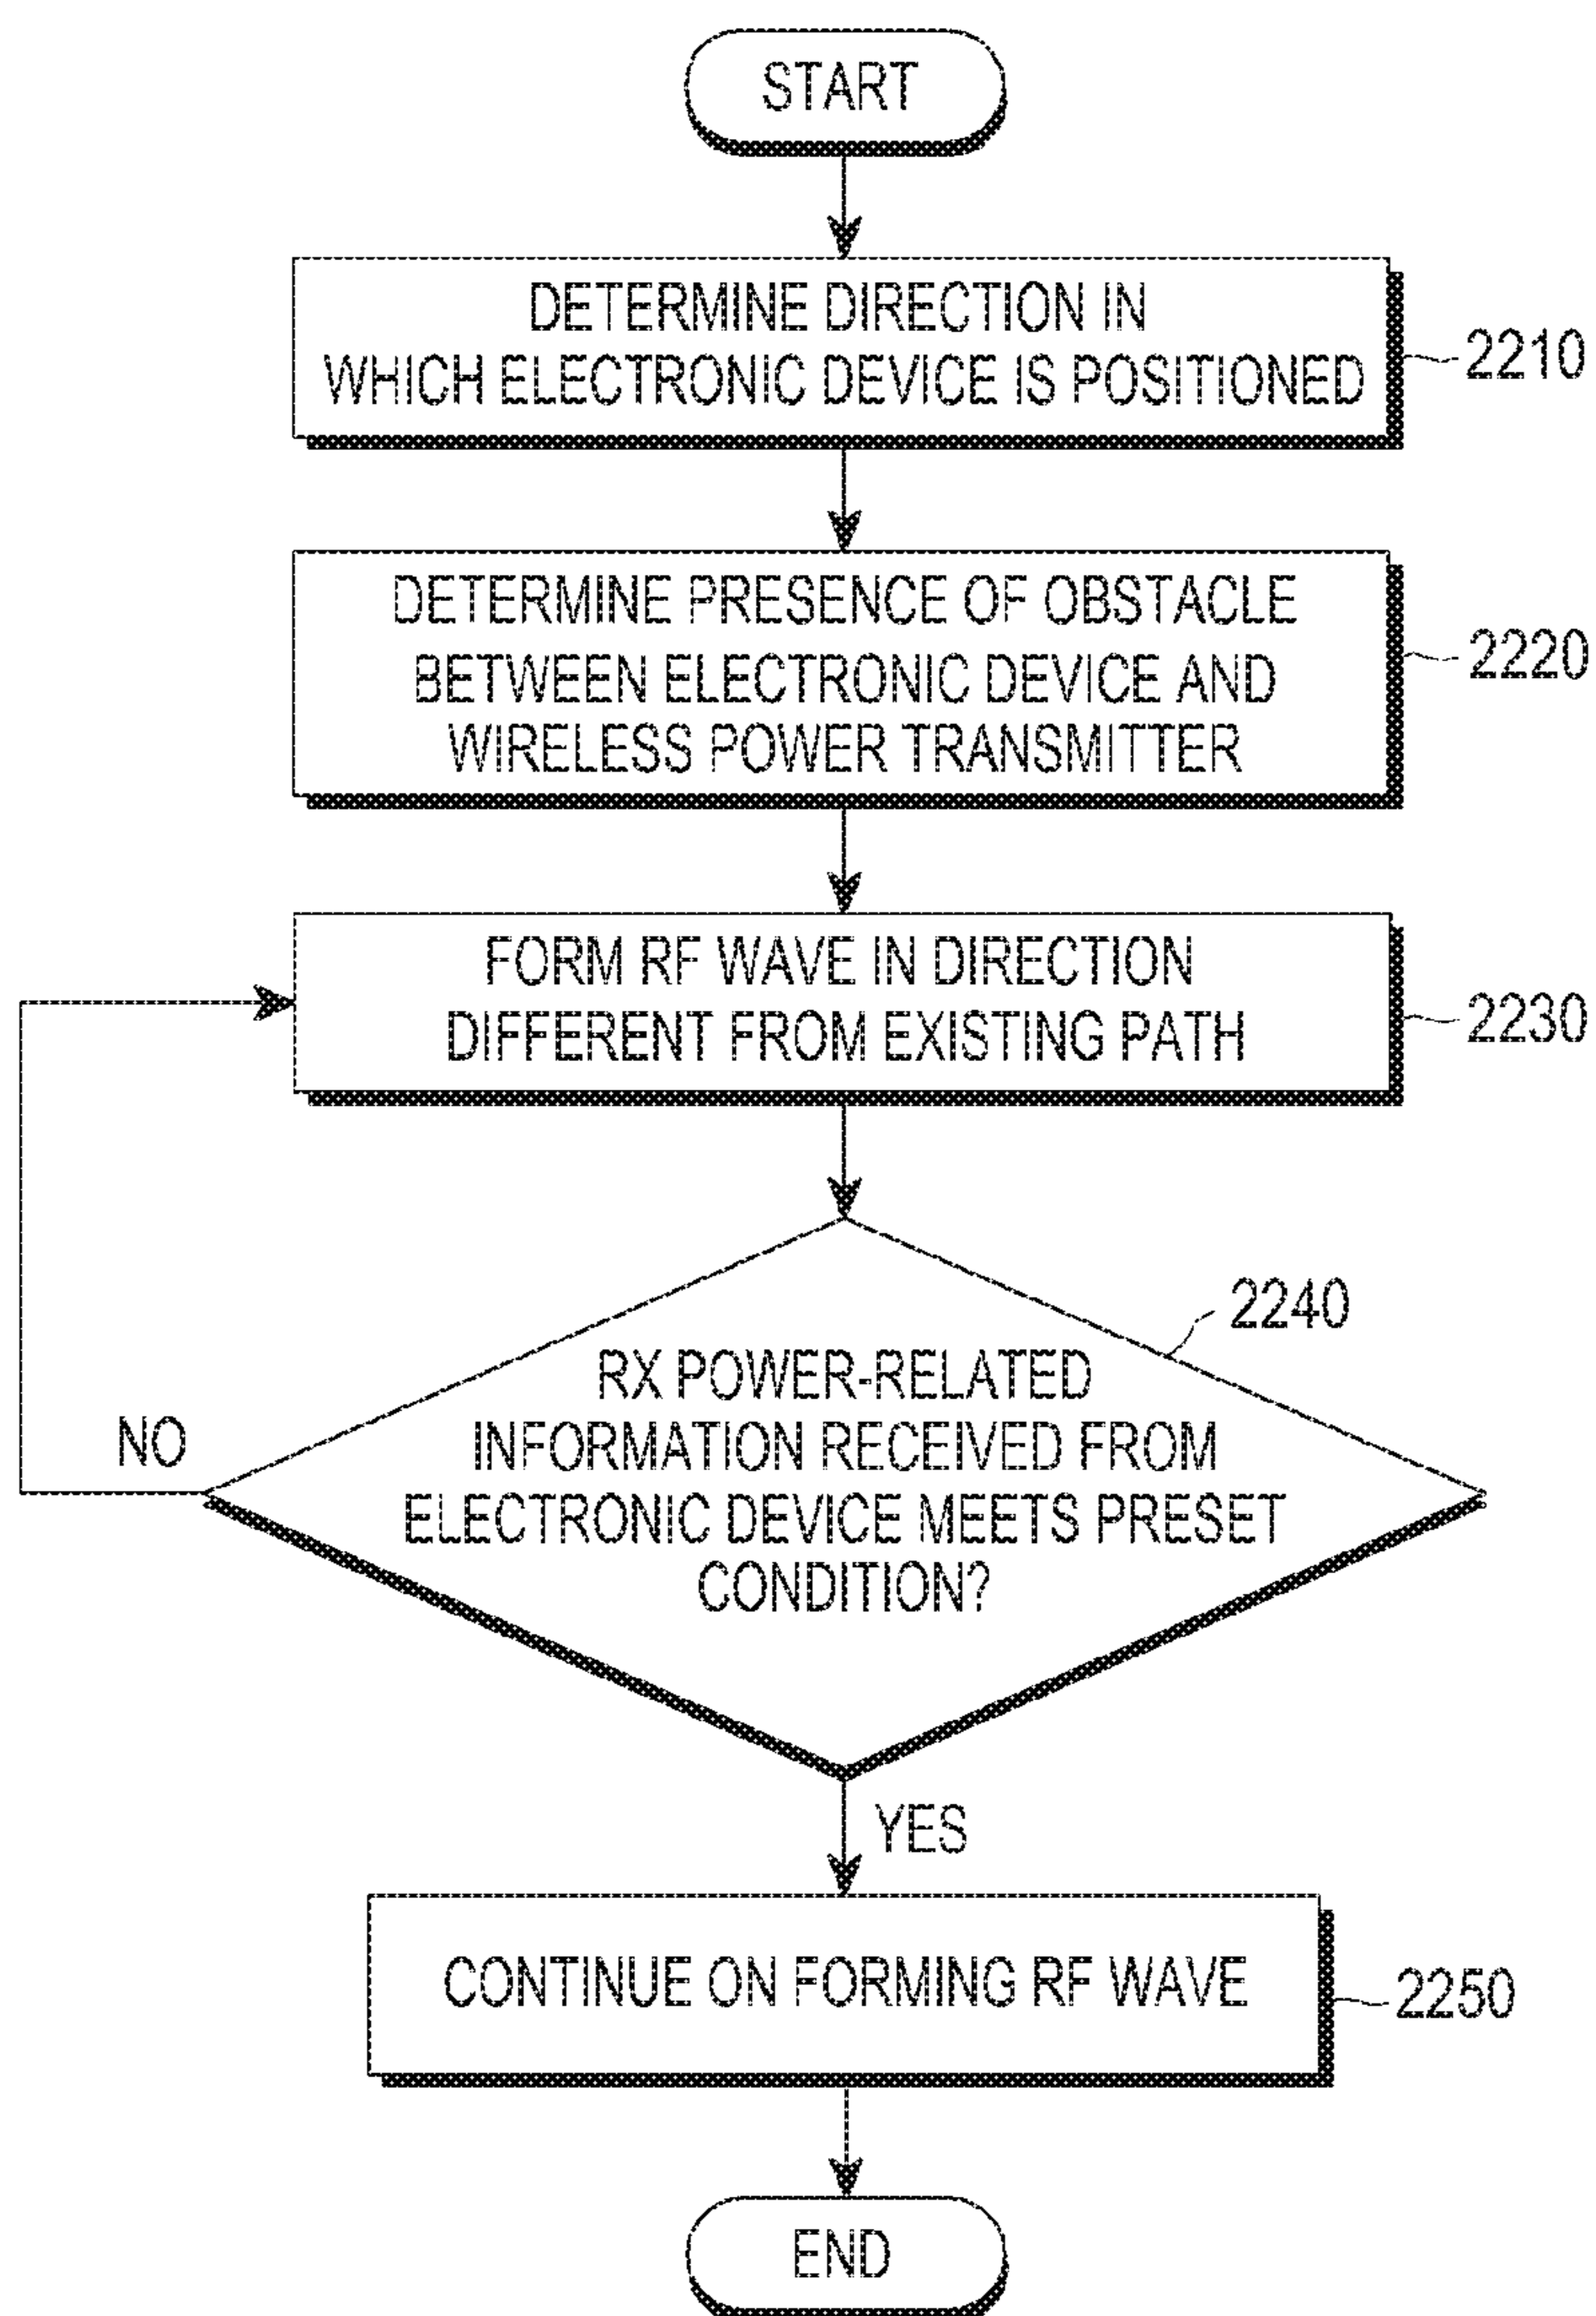 START
DETERMINE DIRECTION IN
WHICH ELECTRONIC DEVICE IS POSITIONED
2210
DETERMINE PRESENCE OF OBSTACLE
BETWEEN ELECTRONIC DEVICE AND
WIRELESS POWER TRANSMITTER
2220
FORM RF WAVE IN DIRECTION
DIFFERENT FROM EXISTING PATH
2230
2240
RX POWER-RELATED
INFORMATION RECEIVED FROM
ELECTRONIC DEVICE MEETS PRESET
CONDITION?
NO
YES
CONTINUE ON FORMING RF WAVE
2250
END